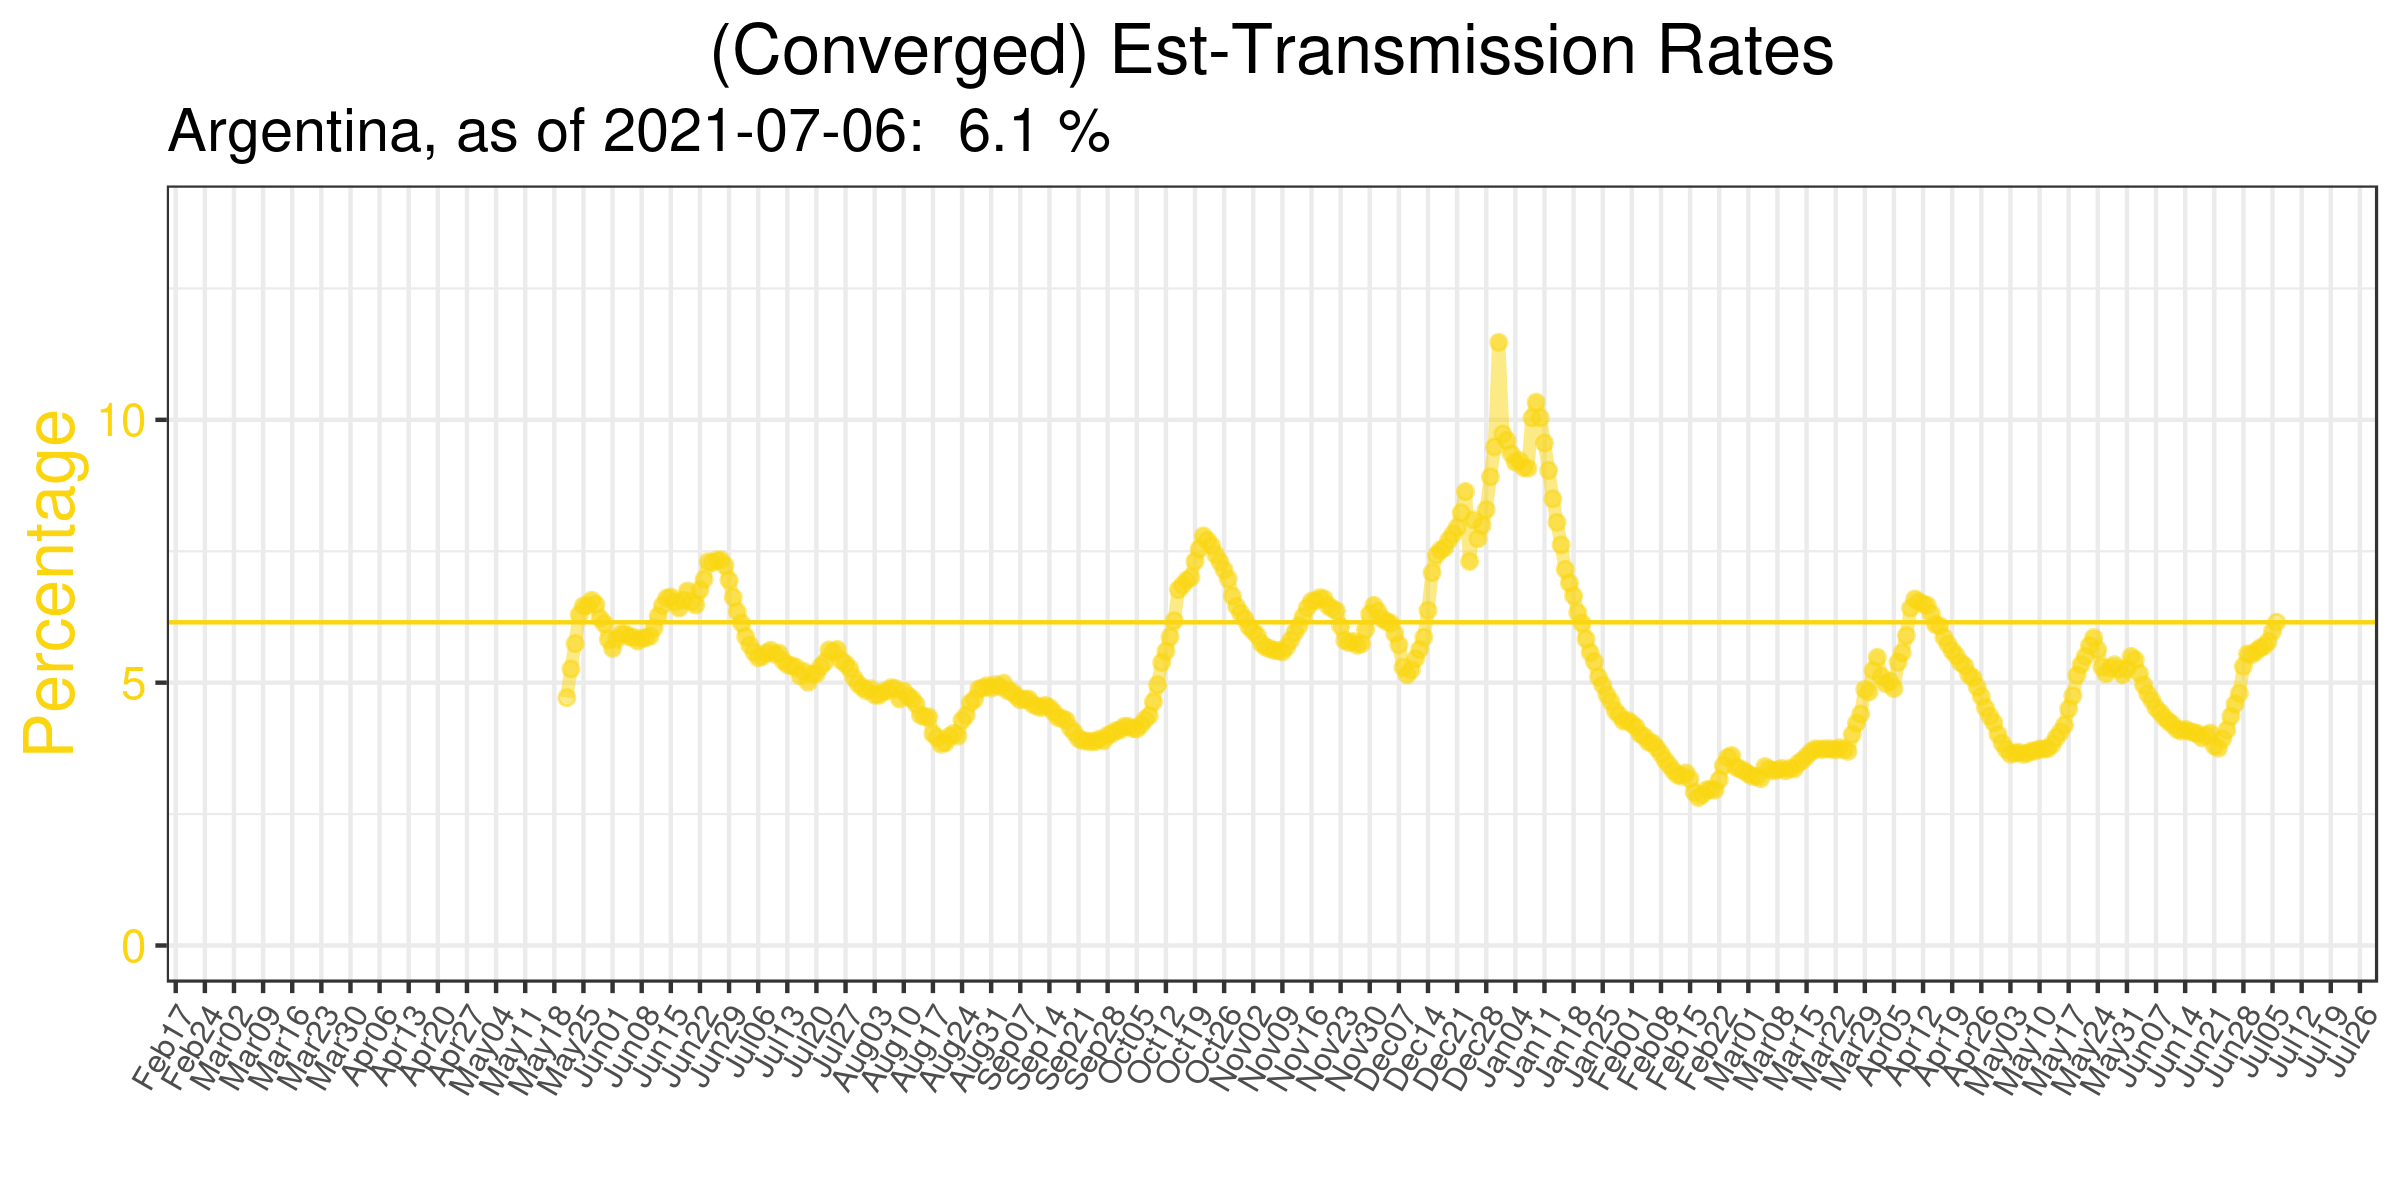 (Converged) Est-Transmission Rates
Argentina, as of 2021-07-06:  6.1 %
Percentage
10
5
0
Feb17
Feb24
Mar02
Mar09
Mar16
Mar23
Mar30
Apr06
Apr13
Apr20
Apr27
May04
May11
May18
May25
Jun01
Jun08
Jun15
Jun22
Jun29
Jul06
Jul13
Jul20
Jul27
Aug03
Aug10
Aug17
Aug24
Aug31
Sep07
Sep14
Sep21
Sep28
Oct05
Oct12
Oct19
Oct26
Nov02
Nov09
Nov16
Nov23
Nov30
Dec07
Dec14
Dec21
Dec28
Jan04
Jan11
Jan18
Jan25
Feb01
Feb08
Feb15
Feb22
Mar01
Mar08
Mar15
Mar22
Mar29
Apr05
Apr12
Apr19
Apr26
May03
May10
May17
May24
May31
Jun07
Jun14
Jun21
Jun28
Jul05
Jul12
Jul19
Jul26